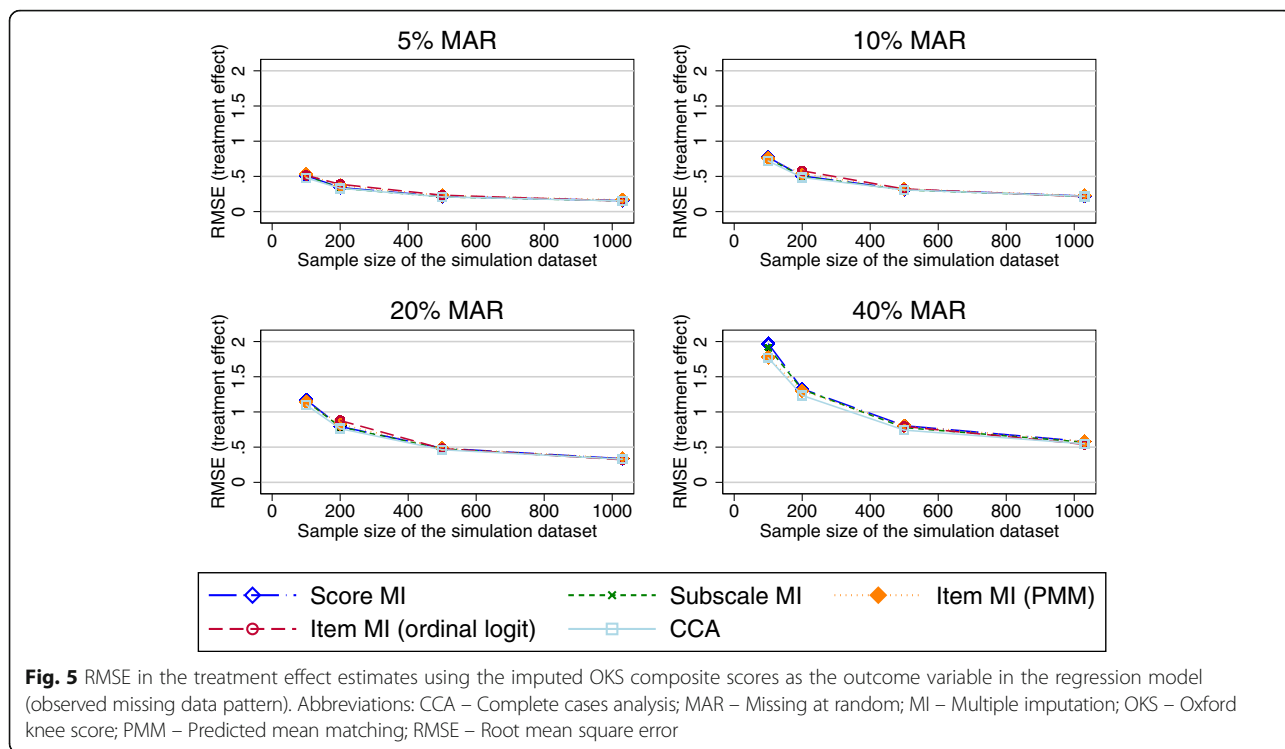 5% MAR
RMSE (treatment effect)
2
1.5
1
.5
0
0 200 400 600 800 1000
Sample size of the simulation dataset
10% MAR
RMSE (treatment effect)
2
1.5
1
.5
0
0 200 400 600 800 1000
Sample size of the simulation dataset
20% MAR
RMSE (treatment effect)
2
1.5
1
.5
0
0 200 400 600 800 1000
Sample size of the simulation dataset
40% MAR
RMSE (treatment effect)
2
1.5
1
.5
0
0 200 400 600 800 1000
Sample size of the simulation dataset
Score MI Subscale MI Item MI (PMM)
Item MI (ordinal logit) CCA
Fig. 5 RMSE in the treatment effect estimates using the imputed OKS composite scores as the outcome variable in the regression model
(observed missing data pattern). Abbreviations: CCA – Complete cases analysis; MAR – Missing at random; MI – Multiple imputation; OKS – Oxford
knee score; PMM – Predicted mean matching; RMSE – Root mean square error